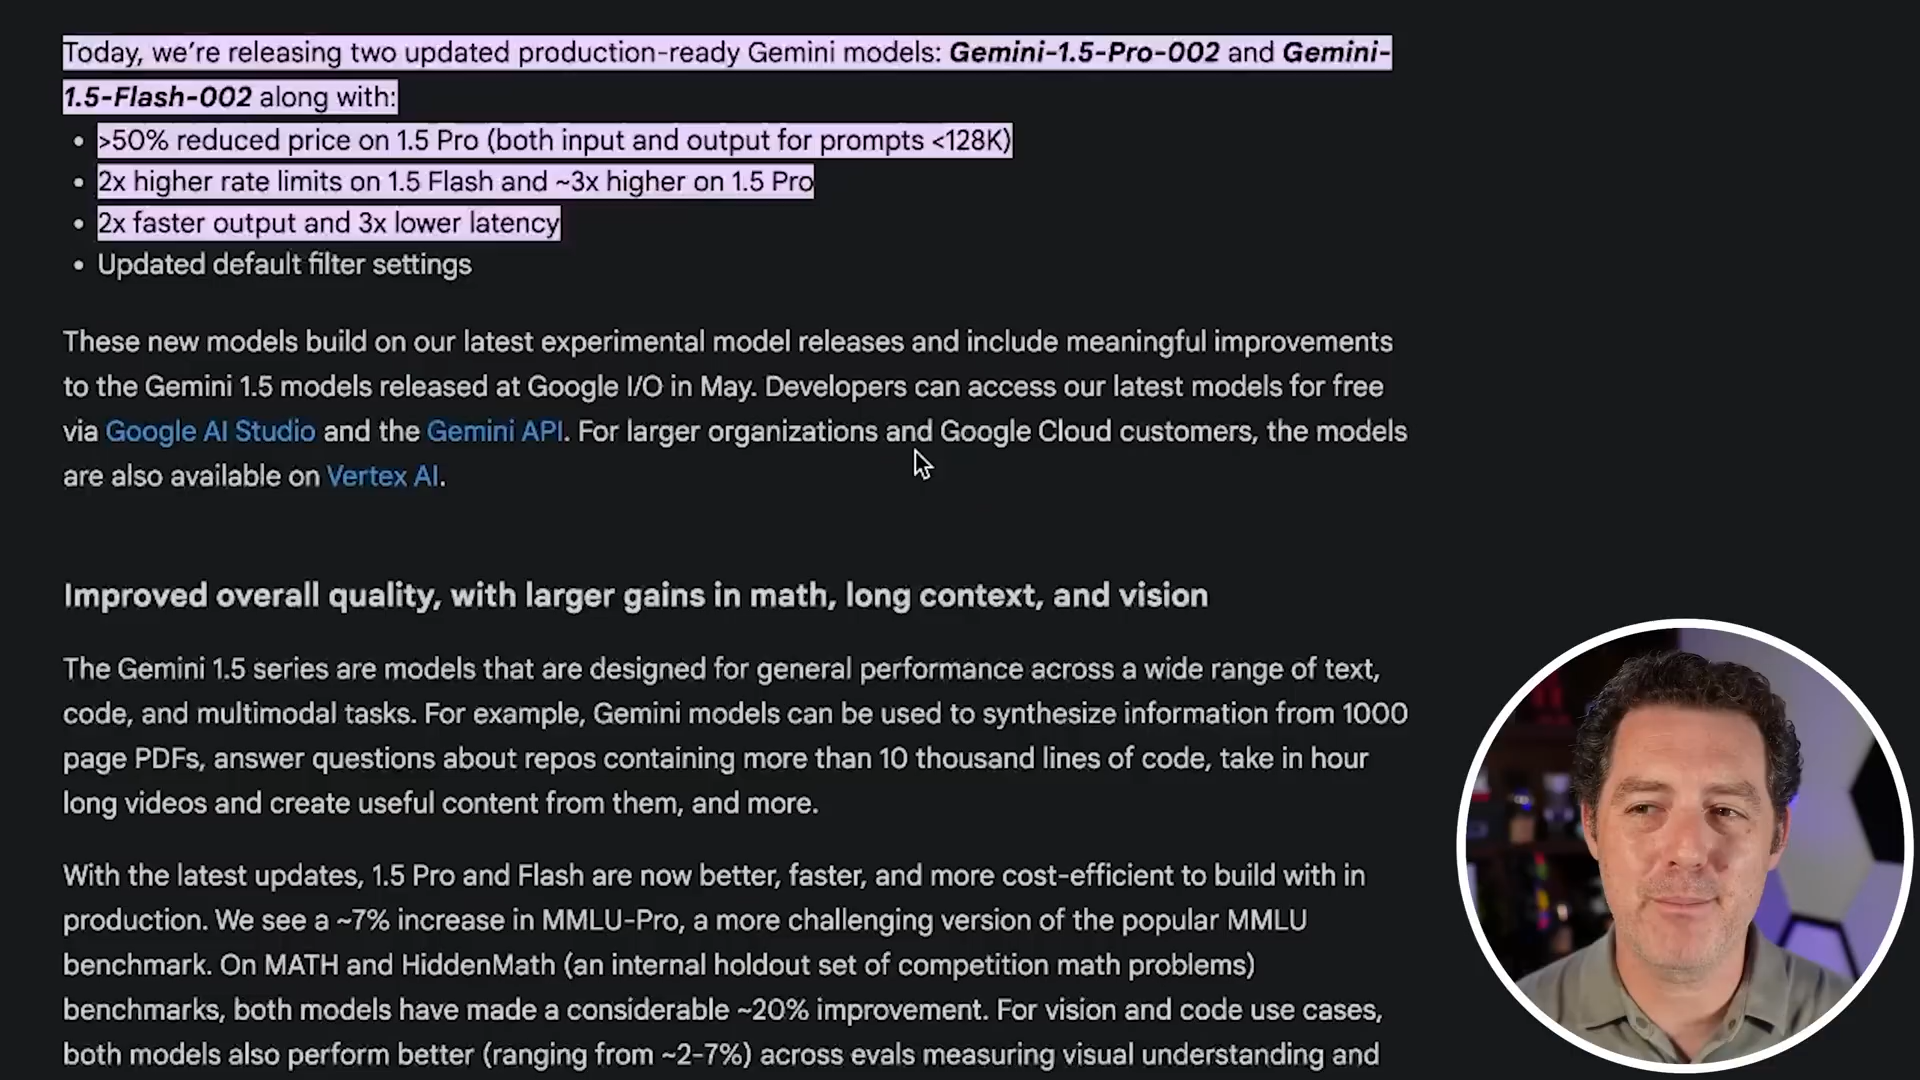 Today, we're releasing two updated production-ready Gemini models: Gemini-1.5-Pro-002 and Gemini-
1.5-Flash-002 along with:
• >50% reduced price on 1.5 Pro (both input and output for prompts <128K)
• 2x higher rate limits on 1.5 Flash and ~3x higher on 1.5 Pro
• 2x faster output and 3x lower latency
• Updated default filter settings
These new models build on our latest experimental model releases and include meaningful improvements
to the Gemini 1.5 models released at Google I/O in May. Developers can access our latest models for free
via Google AI Studio and the Gemini API. For larger organizations and Google Cloud customers, the models
are also available on Vertex AI.
Improved overall quality, with larger gains in math, long context, and vision
The Gemini 1.5 series are models that are designed for general performance across a wide range of text,
code, and multimodal tasks. For example, Gemini models can be used to synthesize information from 1000
page PDFs, answer questions about repos containing more than 10 thousand lines of code, take in hour
long videos and create useful content from them, and more.
With the latest updates, 1.5 Pro and Flash are now better, faster, and more cost-efficient to build with in
production. We see a ~7% increase in MMLU-Pro, a more challenging version of the popular MMLU
benchmark. On MATH and HiddenMath (an internal holdout set of competition math problems)
benchmarks, both models have made a considerable ~20% improvement. For vision and code use cases,
both models also perform better (ranging from ~2-7%) across evals measuring visual understanding and